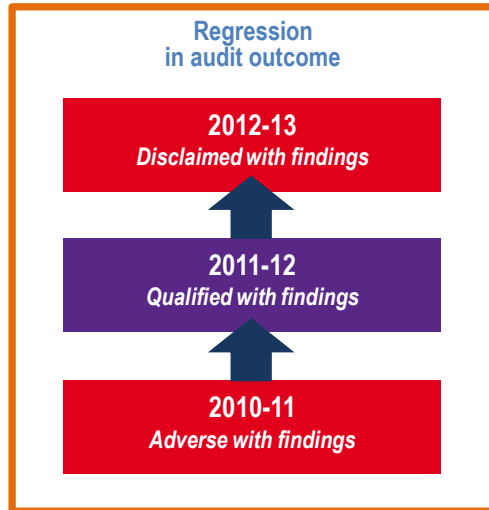 Regression
in audit outcome
2012-13
Disclaimed with findings
2011-12
Qualified with findings
2010-11
Adverse with findings